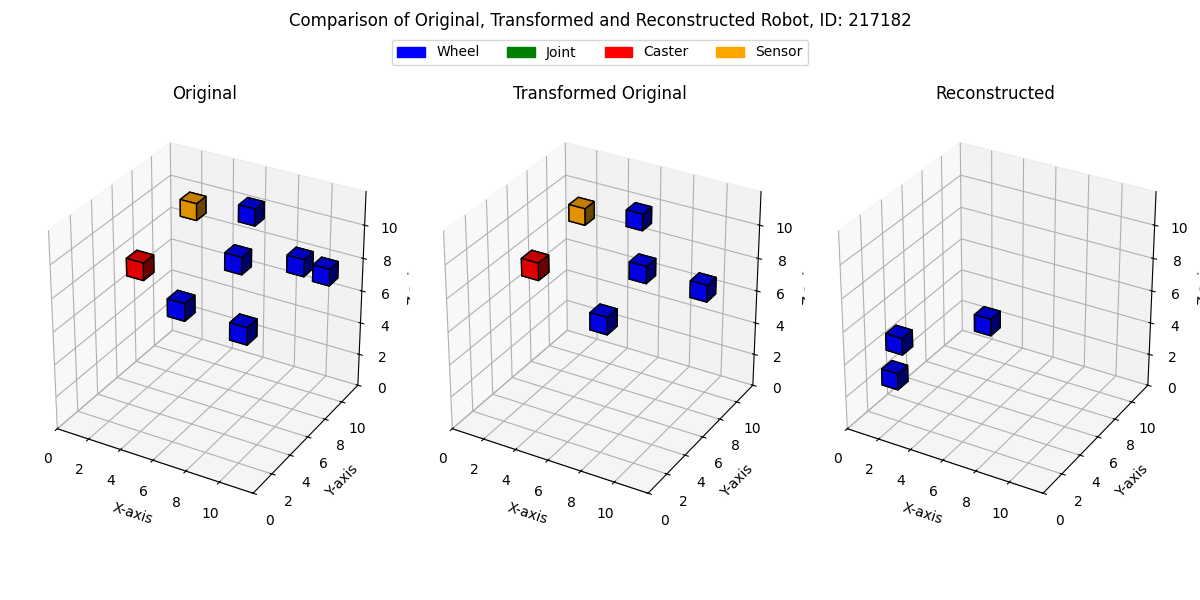 Comparison of Original, Transformed and Reconstructed Robot, ID: 217182
Wheel Joint Caster Sensor
Original Transformed Original Reconstructed
0 2 4 6 8 10
X-axis
0 2 4 6 8 10
Y-axis
0 2 4 6 8 10
0 2 4 6 8 10
X-axis
0 2 4 6 8 10
Y-axis
0 2 4 6 8 10
0 2 4 6 8 10
X-axis
0 2 4 6 8 10
Y-axis
0 2 4 6 8 10